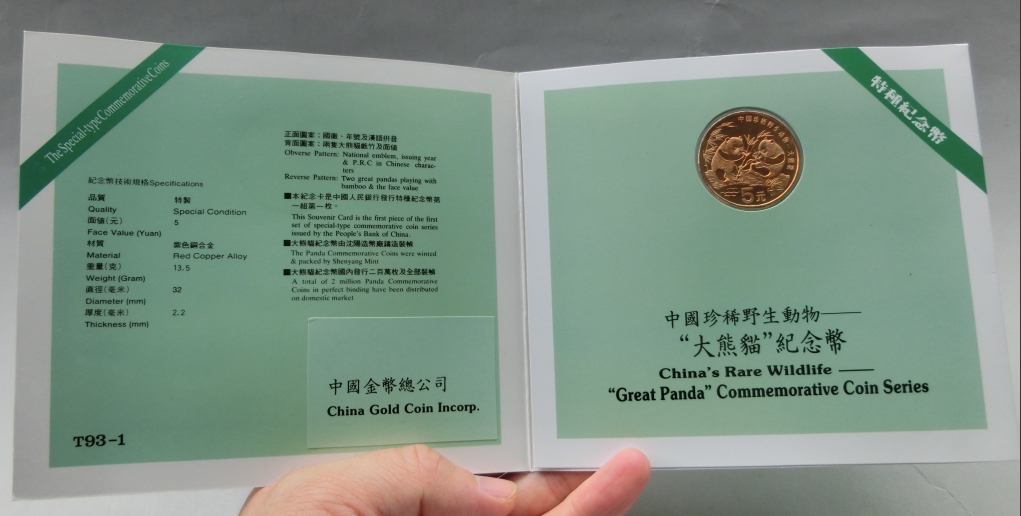 The Special-type Commemorative Coins
紀念幣技術規格Specifications
品質 特製
Quality Special Condition
面值(元) 5
Face Value (Yuan)
材質 紫色銅合金
Material Red Copper Alloy
重量(克) 13.5
Weight (Gram)
直徑(毫米) 32
Diameter (mm)
厚度(毫米) 2.2
Thickness (mm)
T93-1
正面圖案：國徽、年號及漢語拼音
背面圖案：兩隻大熊貓戲竹及面值
Obverse Pattern: National emblem, issuing year
& P.R.C in Chinese charac-
ters
Reverse Pattern: Two great pandas playing with
bamboo & the face value
■本紀念卡是中國人民銀行發行特種紀念幣第
一組第一枚。
This Souvenir Card is the first piece of the first
set of special-type commemorative coin series
issued by the People's Bank of China.
■大熊貓紀念幣由沈陽造幣廠鑄造裝幀
The Panda Commemorative Coins were winted
& packed by Shenyang Mint
■大熊貓紀念幣國內發行二百萬枚及全部裝幀
A total of 2 million Panda Commemorative
Coins in perfect binding have been distributed
on domestic market
中國金幣總公司
China Gold Coin Incorp.
特種紀念幣
中国珍稀野生动物 大熊猫
5元
中國珍稀野生動物——
“大熊貓”紀念幣
China's Rare Wildlife ——
“Great Panda” Commemorative Coin Series